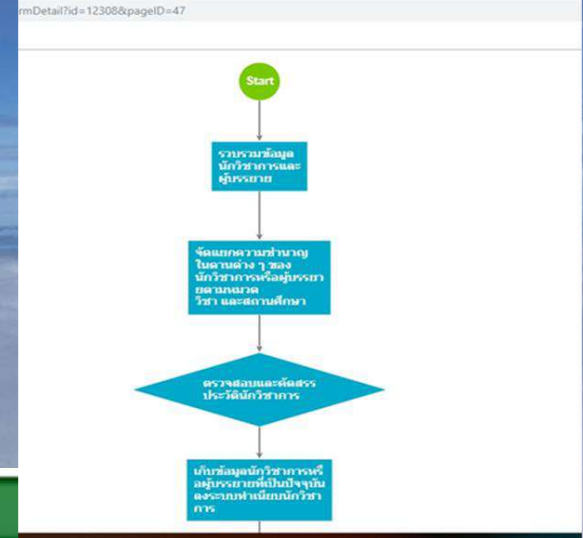 rmDetail?id=12308&pageID=47
Start
รวบรวมข้อมูล
นักวิชาการและ
ผู้บรรยาย
จัดแยกความชำนาญ
ในด้านต่าง ๆ ของ
นักวิชาการหรือผู้บรรยา
ยตามหมวด
วิชา และสถานศึกษา
ตรวจสอบและคัดสรร
ประวัตินักวิชาการ
เก็บข้อมูลนักวิชาการหรื
อผู้บรรยายที่เป็นปัจจุบัน
ลงระบบทำเนียบนักวิชา
การ